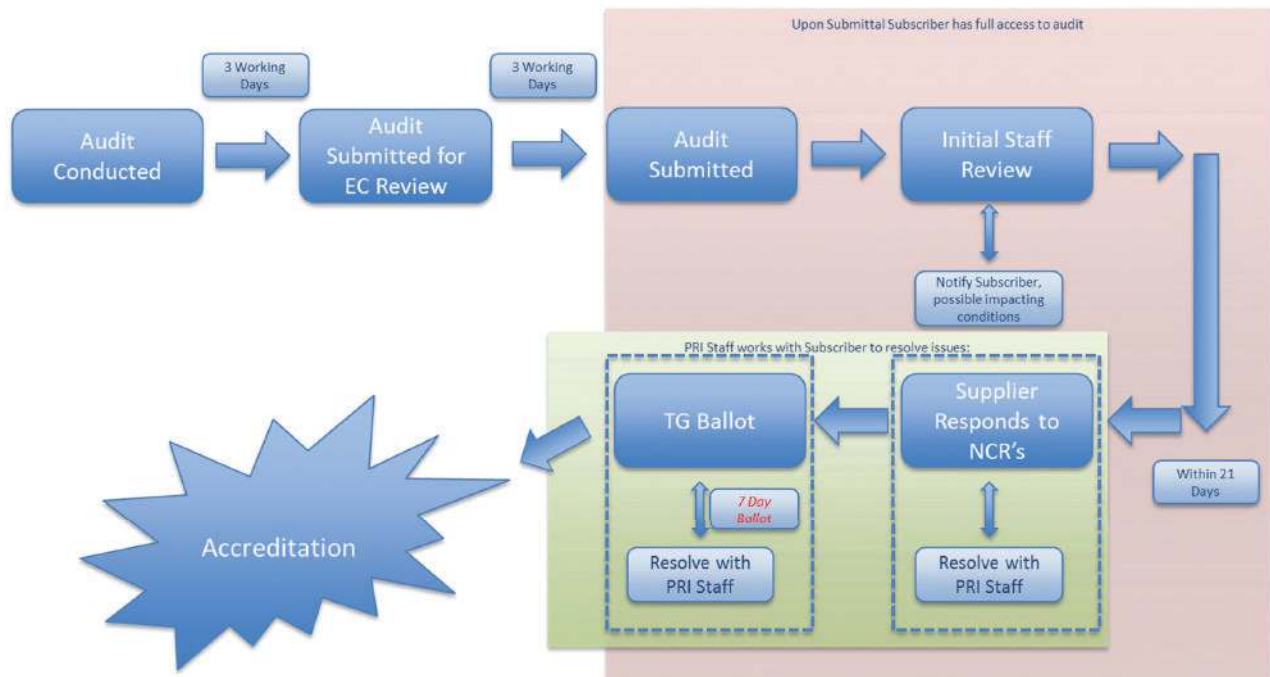 Upon Submittal Subscriber has full access to audit
3 Working
Days
3 Working
Days
Audit
Conducted
Audit
Submitted for
EC Review
Audit
Submitted
Initial Staff
Review
Notify Subscriber,
possible impacting
conditions
PRI Staff works with Subscriber to resolve issues:
TG Ballot
Supplier
Responds to
NCR's
Within 21
Days
7 Day
Ballot
Accreditation
Resolve with
PRI Staff
Resolve with
PRI Staff